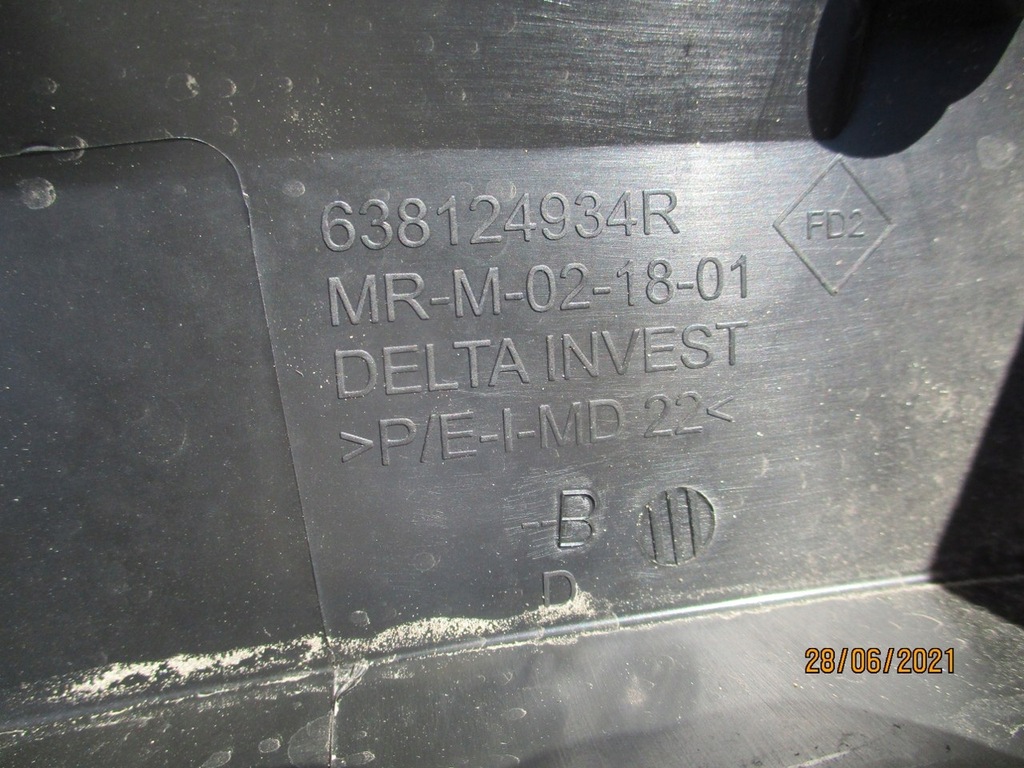 638124934R
FD2
MR-M-02-18-01
DELTA INVEST
>P/E-I-MD 22<
B
D
28/06/2021